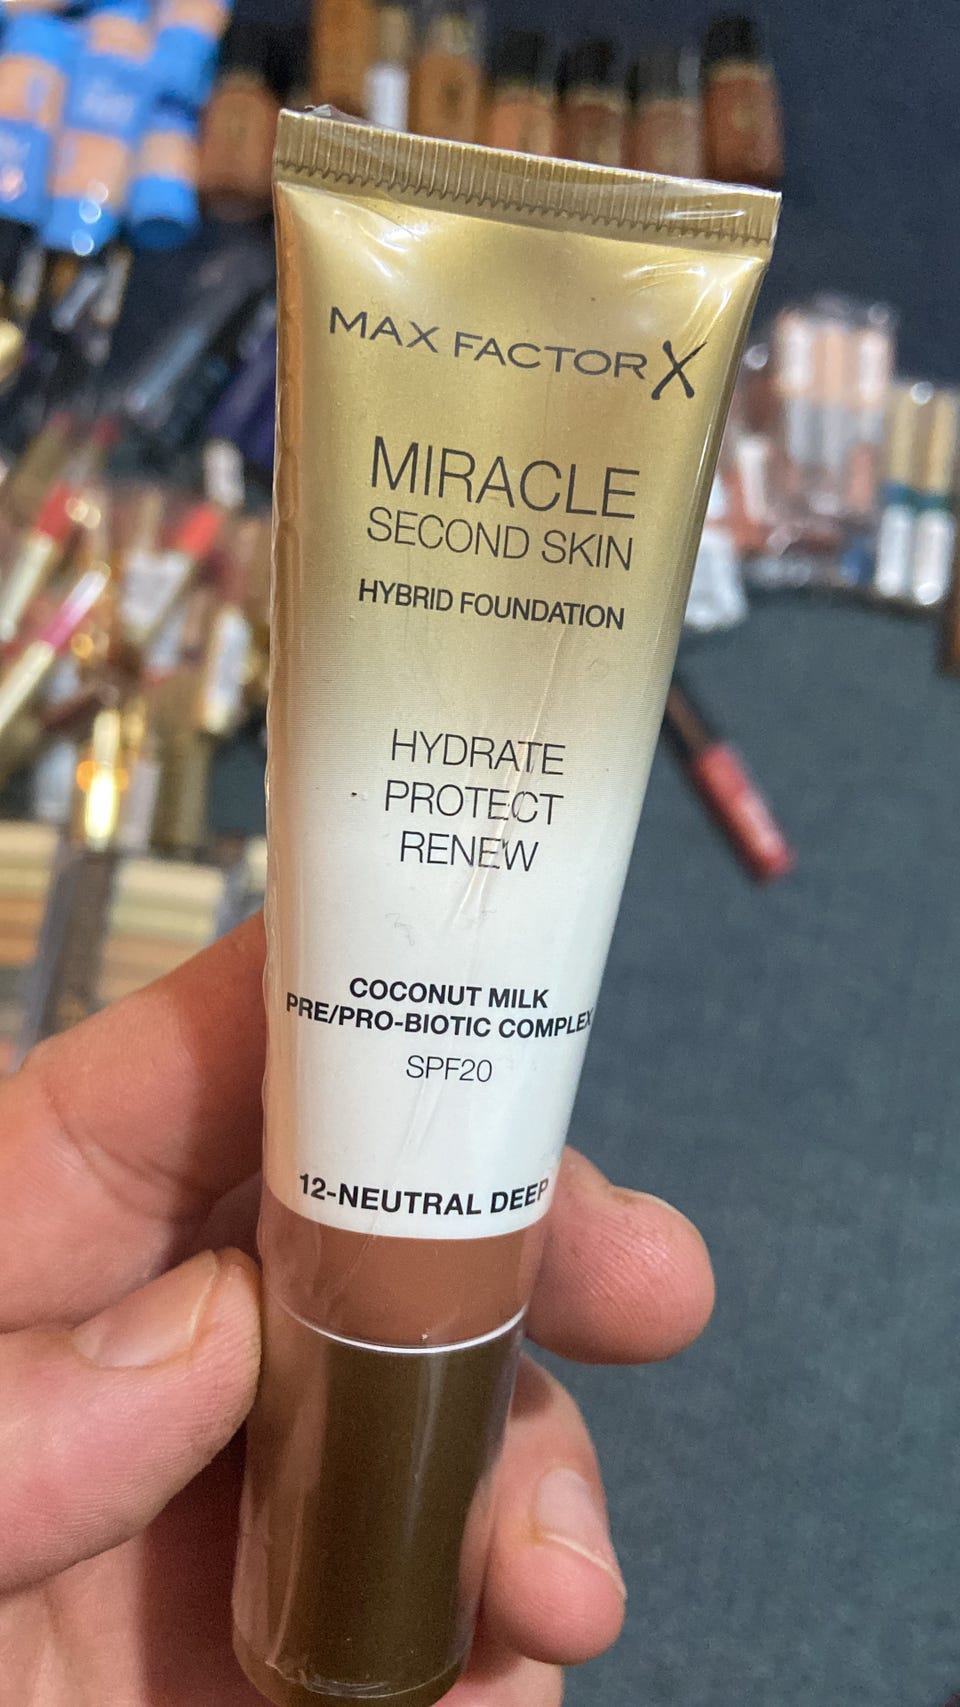 MAX FACTOR X
MIRACLE
SECOND SKIN
HYBRID FOUNDATION
HYDRATE
PROTECT
RENEW
COCONUT MILK
PRE/PRO-BIOTIC COMPLEX
SPF20
12-NEUTRAL DEEP